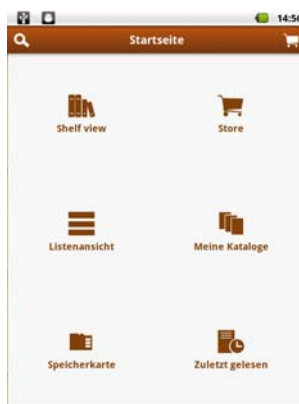 14:56
Startseite
Shelf view
Store
Listenansicht
Meine Kataloge
Speicherkarte
Zuletzt gelesen